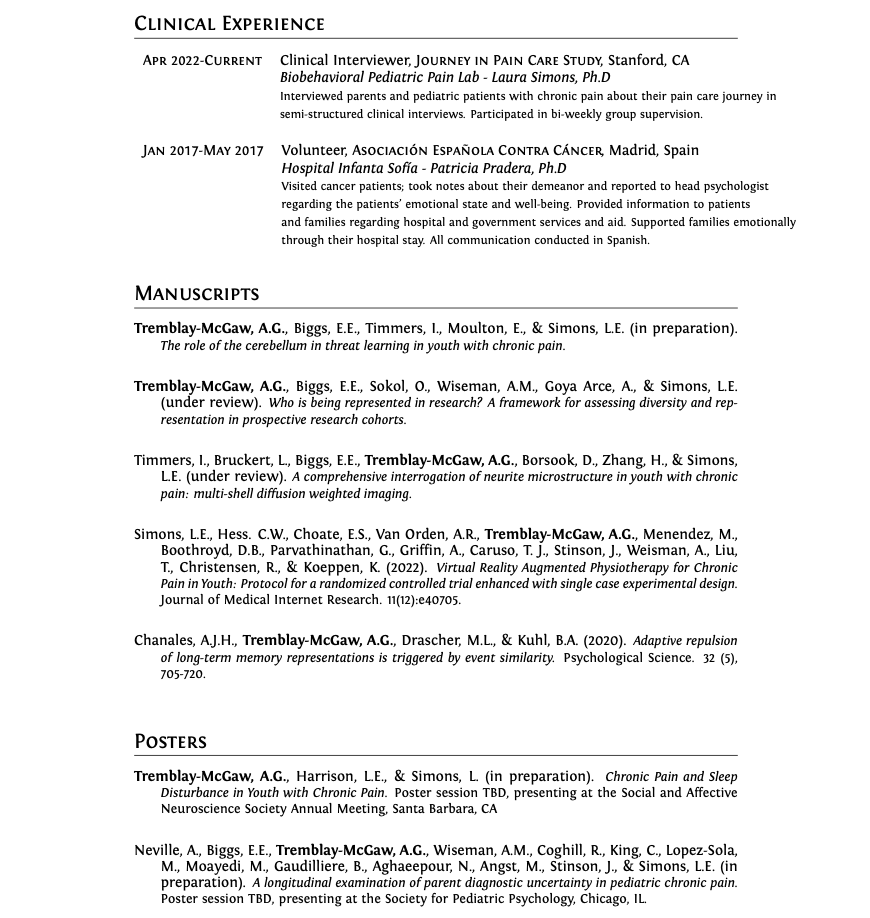 Clinical Experience
Apr 2022-Current Clinical Interviewer, Journey in Pain Care Study, Stanford, CA
Biobehavioral Pediatric Pain Lab - Laura Simons, Ph.D
Interviewed parents and pediatric patients with chronic pain about their pain care journey in
semi-structured clinical interviews. Participated in bi-weekly group supervision.
Jan 2017-May 2017 Volunteer, Asociación Española Contra Cáncer, Madrid, Spain
Hospital Infanta Sofía - Patricia Pradera, Ph.D
Visited cancer patients; took notes about their demeanor and reported to head psychologist
regarding the patients' emotional state and well-being. Provided information to patients
and families regarding hospital and government services and aid. Supported families emotionally
through their hospital stay. All communication conducted in Spanish.
Manuscripts
Tremblay-McGaw, A.G., Biggs, E.E., Timmers, I., Moulton, E., & Simons, L.E. (in preparation).
The role of the cerebellum in threat learning in youth with chronic pain.
Tremblay-McGaw, A.G., Biggs, E.E., Sokol, O., Wiseman, A.M., Goya Arce, A., & Simons, L.E.
(under review). Who is being represented in research? A framework for assessing diversity and rep-
resentation in prospective research cohorts.
Timmers, I., Bruckert, L., Biggs, E.E., Tremblay-McGaw, A.G., Borsook, D., Zhang, H., & Simons,
L.E. (under review). A comprehensive interrogation of neurite microstructure in youth with chronic
pain: multi-shell diffusion weighted imaging.
Simons, L.E., Hess. C.W., Choate, E.S., Van Orden, A.R., Tremblay-McGaw, A.G., Menendez, M.,
Boothroyd, D.B., Parvathinathan, G., Griffin, A., Caruso, T. J., Stinson, J., Weisman, A., Liu,
T., Christensen, R., & Koeppen, K. (2022). Virtual Reality Augmented Physiotherapy for Chronic
Pain in Youth: Protocol for a randomized controlled trial enhanced with single case experimental design.
Journal of Medical Internet Research. 11(12):e40705.
Chanales, A.J.H., Tremblay-McGaw, A.G., Drascher, M.L., & Kuhl, B.A. (2020). Adaptive repulsion
of long-term memory representations is triggered by event similarity. Psychological Science. 32 (5),
705-720.
Posters
Tremblay-McGaw, A.G., Harrison, L.E., & Simons, L. (in preparation). Chronic Pain and Sleep
Disturbance in Youth with Chronic Pain. Poster session TBD, presenting at the Social and Affective
Neuroscience Society Annual Meeting, Santa Barbara, CA
Neville, A., Biggs, E.E., Tremblay-McGaw, A.G., Wiseman, A.M., Coghill, R., King, C., Lopez-Sola,
M., Moayedi, M., Gaudilliere, B., Aghaeepour, N., Angst, M., Stinson, J., & Simons, L.E. (in
preparation). A longitudinal examination of parent diagnostic uncertainty in pediatric chronic pain.
Poster session TBD, presenting at the Society for Pediatric Psychology, Chicago, IL.